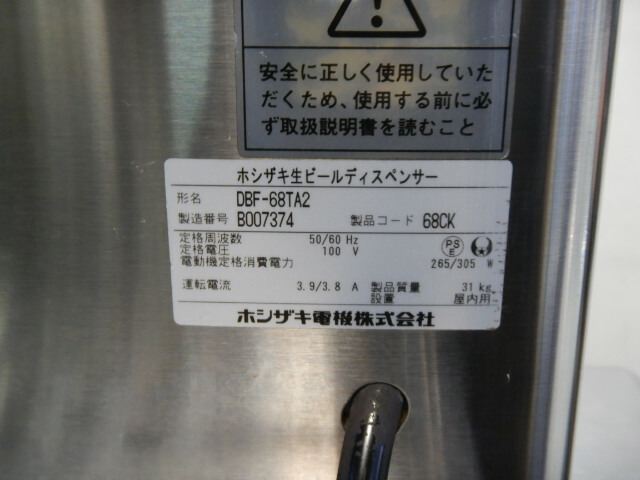 安全に正しく使用していた
だくため、使用する前に必
ず取扱説明書を読むこと
ホシザキ生ビールディスペンサー
形名 DBF-68TA2
製造番号 B007374 製品コード 68CK
定格周波数 50/60 Hz
定格電圧 100 V
PS E
電動機定格消費電力 265/305 W
運転電流 3.9/3.8 A 製品質量 31 kg
設置 屋内用
ホシザキ電機株式会社